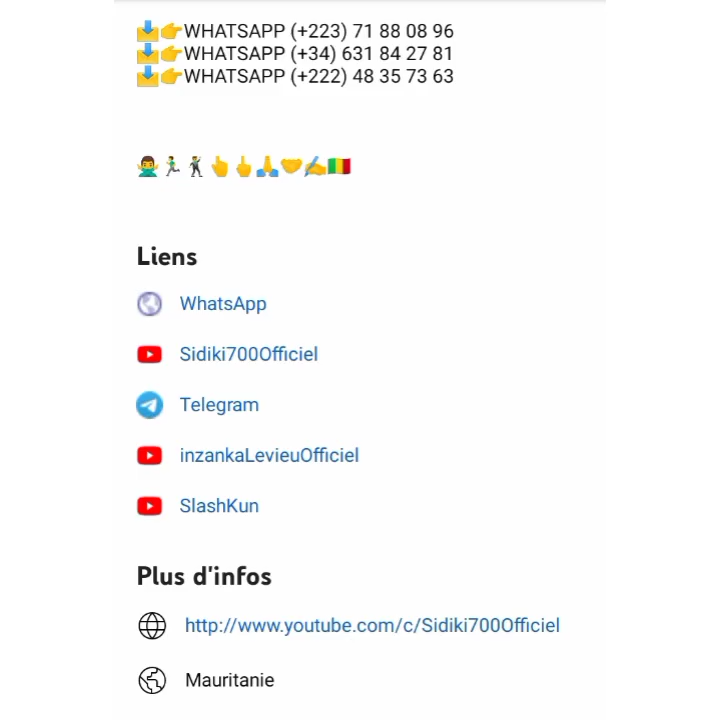 📩👉WHATSAPP (+223) 71 88 08 96
📩👉WHATSAPP (+34) 631 84 27 81
📩👉WHATSAPP (+222) 48 35 73 63
🙅‍♂️🏃‍♂️🕺👆🖕🙏🤝✍️🇲🇱
Liens
WhatsApp
Sidiki700Officiel
Telegram
inzankaLevieuOfficiel
SlashKun
Plus d'infos
http://www.youtube.com/c/Sidiki700Officiel
Mauritanie